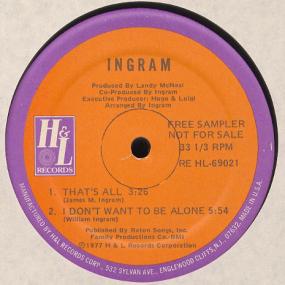 INGRAM
Produced By Landy McNeal
Co-Produced By Ingram
Executive Producer: Hugo & Luigi
Arranged By Ingram
FREE SAMPLER
NOT FOR SALE
33 1/3 RPM
RE HL-69021
H&L
RECORDS
1. THAT'S ALL 3:26
(James M. Ingram)
2. I DON'T WANT TO BE ALONE 5:54
(William Ingram)
Published By Raton Songs, Inc.
Family Productions Co.-BMI
©1977 H & L Records Corporation
MANUFACTURED BY H&L RECORDS CORP., 532 SYLVAN AVE., ENGLEWOOD CLIFFS, N.J. 07632. MADE IN U.S.A.